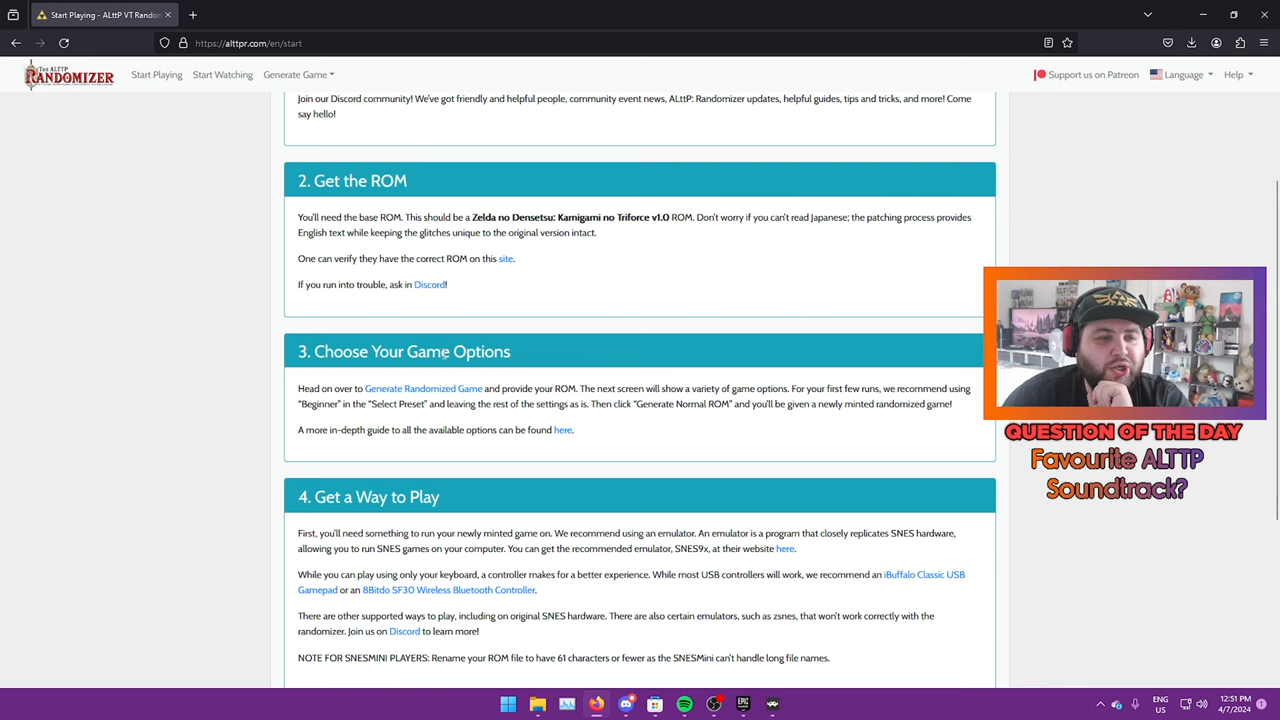 Start Playing - ALttP VT Randon
https://alttpr.com/en/start
The ALTTP
RANDOMIZER
Start Playing
Start Watching
Generate Game
Support us on Patreon
Language
Help
Join our Discord community! We've got friendly and helpful people, community event news, ALttP: Randomizer updates, helpful guides, tips and tricks, and more! Come
say hello!
2. Get the ROM
You'll need the base ROM. This should be a Zelda no Densetsu: Kamigami no Triforce v1.0 ROM. Don't worry if you can't read Japanese; the patching process provides
English text while keeping the glitches unique to the original version intact.
One can verify they have the correct ROM on this site.
If you run into trouble, ask in Discord!
3. Choose Your Game Options
Head on over to Generate Randomized Game and provide your ROM. The next screen will show a variety of game options. For your first few runs, we recommend using
"Beginner" in the "Select Preset" and leaving the rest of the settings as is. Then click "Generate Normal ROM" and you'll be given a newly minted randomized game!
A more in-depth guide to all the available options can be found here.
QUESTION OF THE DAY
Favourite ALTTP
Soundtrack?
4. Get a Way to Play
First, you'll need something to run your newly minted game on. We recommend using an emulator. An emulator is a program that closely replicates SNES hardware,
allowing you to run SNES games on your computer. You can get the recommended emulator, SNES9x, at their website here.
While you can play using only your keyboard, a controller makes for a better experience. While most USB controllers will work, we recommend an iBuffalo Classic USB
Gamepad or an 8Bitdo SF30 Wireless Bluetooth Controller.
There are other supported ways to play, including on original SNES hardware. There are also certain emulators, such as zsnes, that won't work correctly with the
randomizer. Join us on Discord to learn more!
NOTE FOR SNESMINI PLAYERS: Rename your ROM file to have 61 characters or fewer as the SNESMini can't handle long file names.
EPIC
ENG
US
12:51 PM
4/7/2024